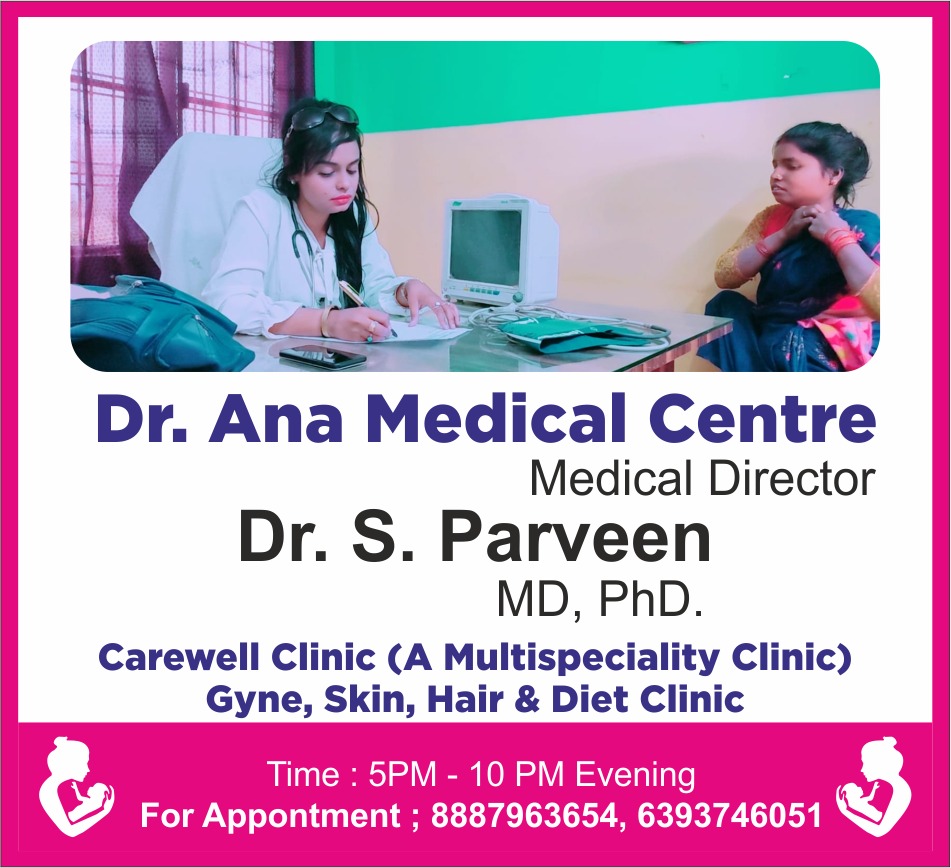 Dr. Ana Medical Centre
Medical Director
Dr. S. Parveen
MD, PhD.
Carewell Clinic (A Multispeciality Clinic)
Gyne, Skin, Hair & Diet Clinic
Time : 5PM - 10 PM Evening
For Appontment ; 8887963654, 6393746051